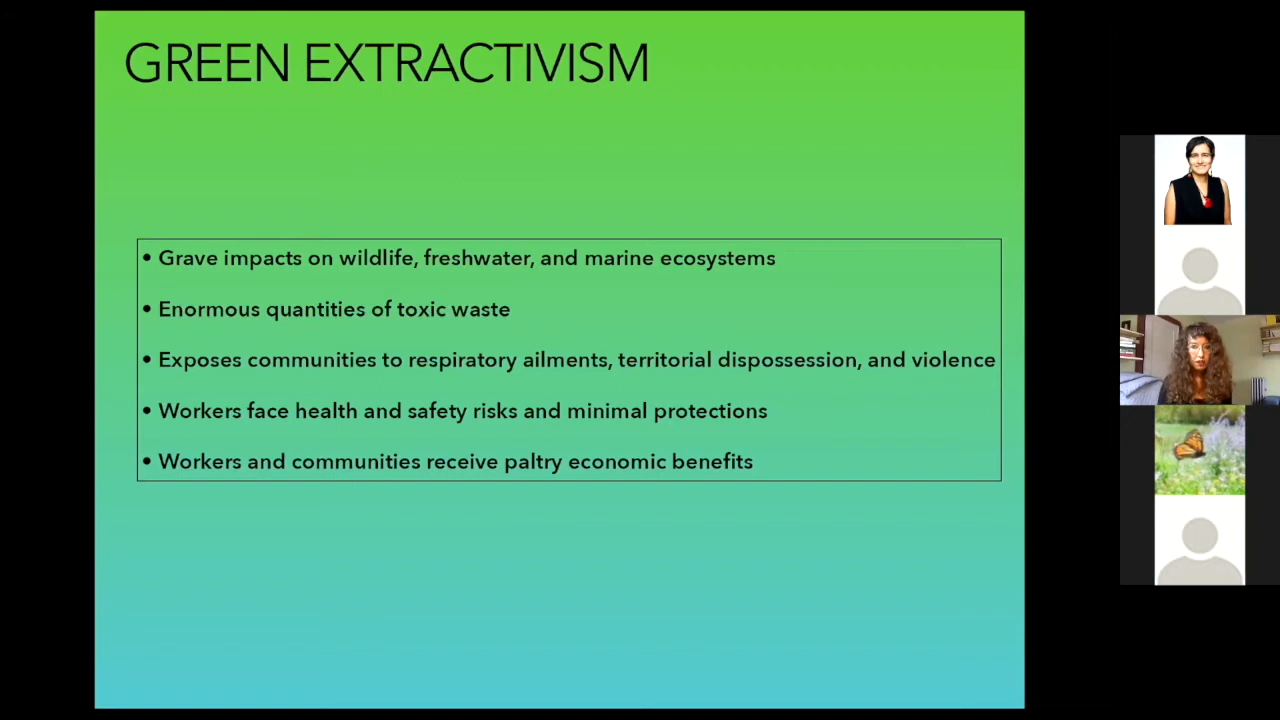 GREEN EXTRACTIVISM
• Grave impacts on wildlife, freshwater, and marine ecosystems
• Enormous quantities of toxic waste
• Exposes communities to respiratory ailments, territorial dispossession, and violence
• Workers face health and safety risks and minimal protections
• Workers and communities receive paltry economic benefits